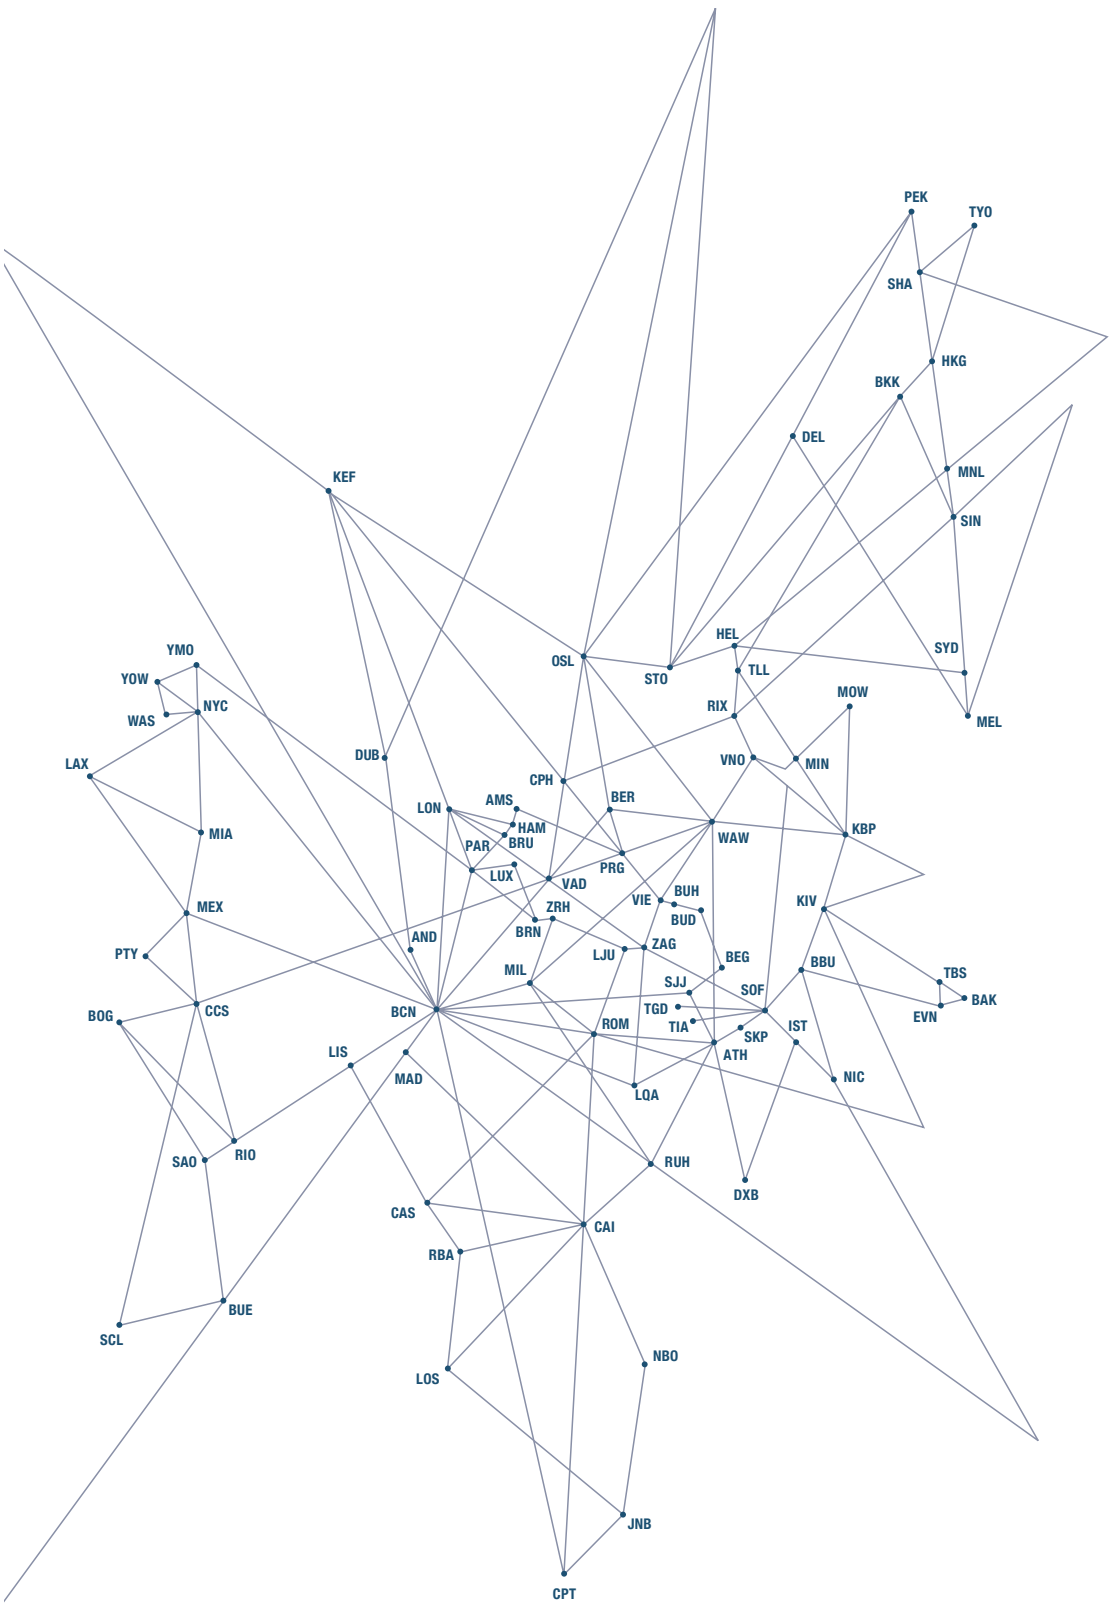 PEK
TYO
SHA
HKG
BKK
DEL
MNL
KEF
SIN
HEL
SYD
YMO
OSL
TLL
STO
YOW
MOW
NYC
RIX
WAS
MEL
DUB
VNO
MIN
LAX
CPH
AMS
BER
LON
HAM
KBP
MIA
WAW
BRU
PAR
PRG
LUX
VAD
BUH
VIE
KIV
MEX
ZRH
BUD
BRN
AND
ZAG
PTY
LJU
BEG
BBU
MIL
TBS
SJJ
SOF
BAK
TGD
CCS
BCN
BOG
EVN
ROM
TIA
IST
SKP
LIS
ATH
MAD
NIC
LQA
RIO
SAO
RUH
DXB
CAS
CAI
RBA
BUE
SCL
NBO
LOS
JNB
CPT